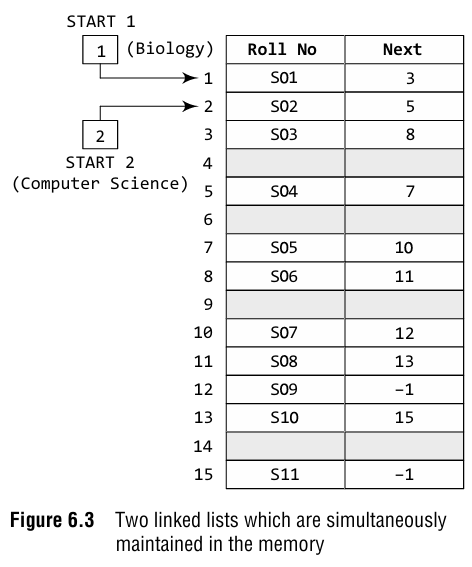 START 1
1 (Biology)
Roll No Next
1 S01 3
2 S02 5
2
3 S03 8
START 2
4
(Computer Science)
5 S04 7
6
7 S05 10
8 S06 11
9
10 S07 12
11 S08 13
12 S09 –1
13 S10 15
14
15 S11 –1
Figure 6.3 Two linked lists which are simultaneously
maintained in the memory